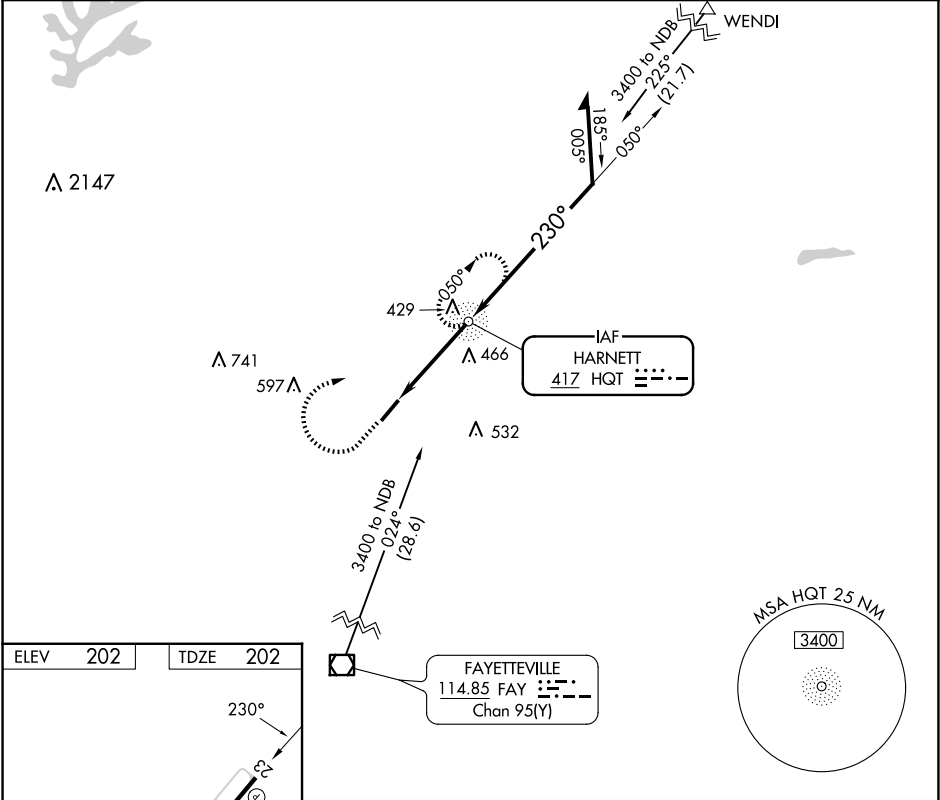 WENDI
3400 to NDB
225°
(21.7)
050°
185°
005°
2147
230°
050°
429
IAF
HARNETT
417 HQT
466
741
597
532
3400 to NDB
024°
(28.6)
MSA HQT 25 NM
3400
ELEV 202
TDZE 202
FAYETTEVILLE
114.85 FAY
Chan 95(Y)
230°
23
P